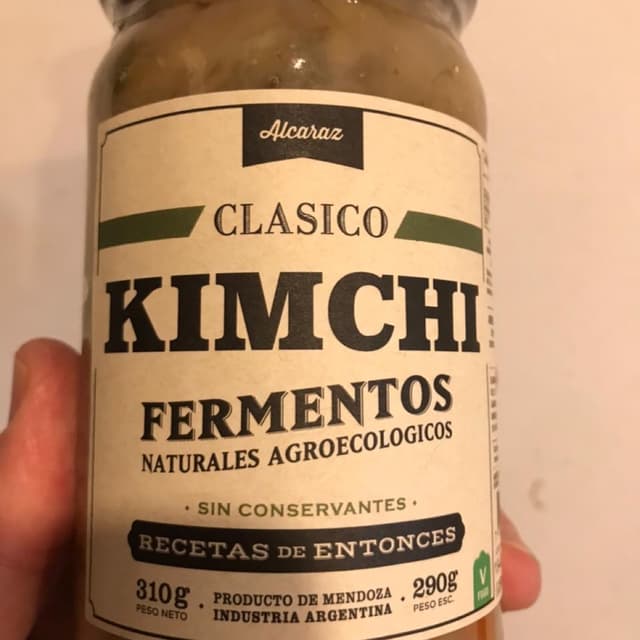 Alcaraz
CLASICO
KIMCHI
FERMENTOS
NATURALES AGROECOLOGICOS
· SIN CONSERVANTES ·
RECETAS DE ENTONCES
310g · PRODUCTO DE MENDOZA · 290g
PESO NETO INDUSTRIA ARGENTINA PESO ESC.
V